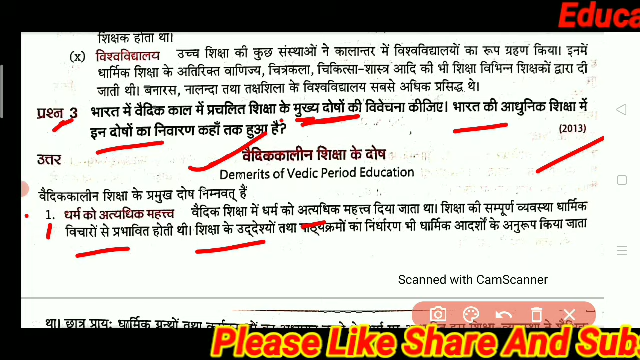 Educa
शिक्षक होता था।
(x) विश्वविद्यालय उच्च शिक्षा की कुछ संस्थाओं ने कालान्तर में विश्वविद्यालयों का रूप ग्रहण किया। इनमें
धार्मिक शिक्षा के अतिरिक्त वाणिज्य, चित्रकला, चिकित्सा-शास्त्र आदि की भी शिक्षा विभिन्न शिक्षकों द्वारा दी
जाती थी। बनारस, नालन्दा तथा तक्षशिला के विश्वविद्यालय सबसे अधिक प्रसिद्ध थे।
प्रश्न 3 भारत में वैदिक काल में प्रचलित शिक्षा के मुख्य दोषों की विवेचना कीजिए। भारत की आधुनिक शिक्षा में
इन दोषों का निवारण कहाँ तक हुआ है?
(2013)
उत्तर वैदिककालीन शिक्षा के दोष
Demerits of Vedic Period Education
वैदिककालीन शिक्षा के प्रमुख दोष निम्नवत् हैं
1. धर्म को अत्यधिक महत्त्व वैदिक शिक्षा में धर्म को अत्यधिक महत्त्व दिया जाता था। शिक्षा की सम्पूर्ण व्यवस्था धार्मिक
विचारों से प्रभावित होती थी। शिक्षा के उद्देश्यों तथा पाठ्यक्रमों का निर्धारण भी धार्मिक आदर्शों के अनुरूप किया जाता
Scanned with CamScanner
था। छात्र प्रायः धार्मिक ग्रन्थों तथा
Please Like Share And Sub